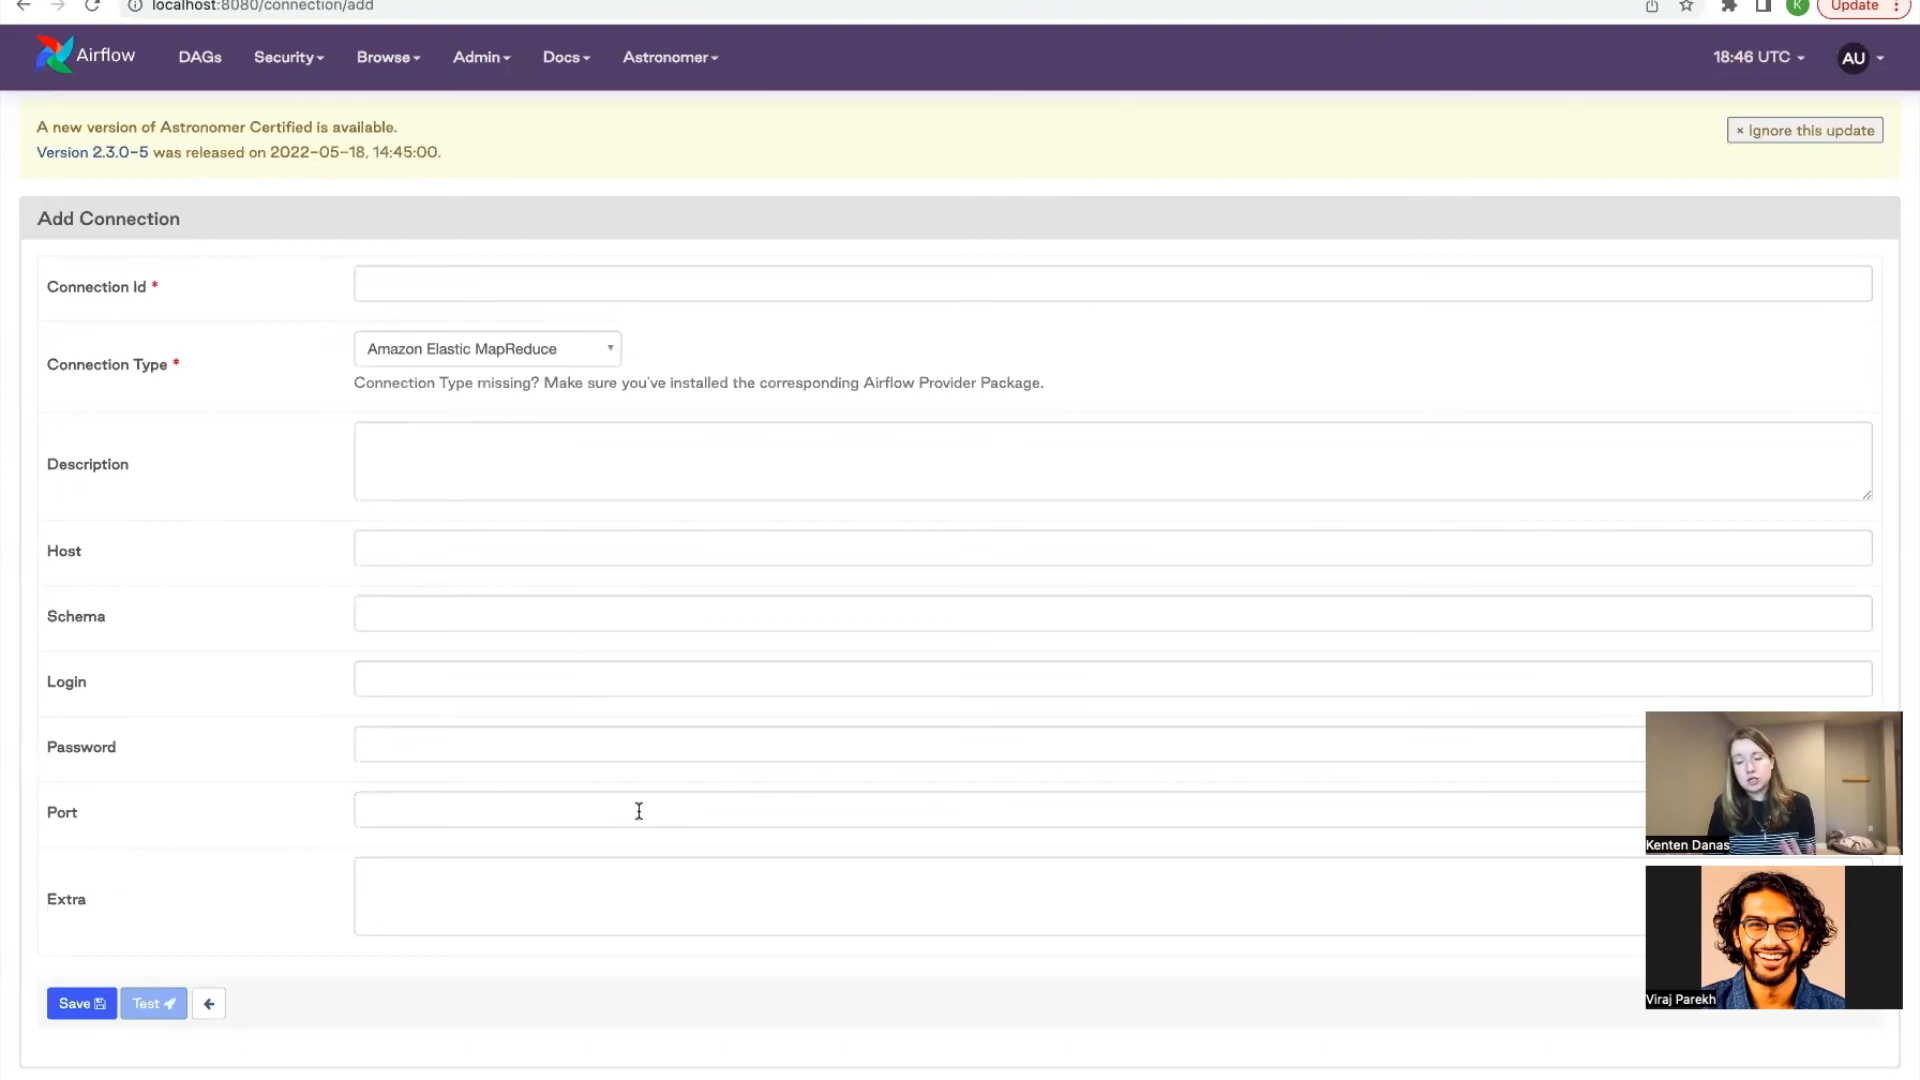 localhost:8080/connection/add
Update
Airflow
DAGs
Security
Browse
Admin
Docs
Astronomer
18:46 UTC
AU
A new version of Astronomer Certified is available.
Version 2.3.0-5 was released on 2022-05-18, 14:45:00.
× Ignore this update
Add Connection
Connection Id *
Connection Type *
Amazon Elastic MapReduce
Connection Type missing? Make sure you've installed the corresponding Airflow Provider Package.
Description
Host
Schema
Login
Password
Port
Extra
Save
Test
Kenten Danas
Viraj Parekh